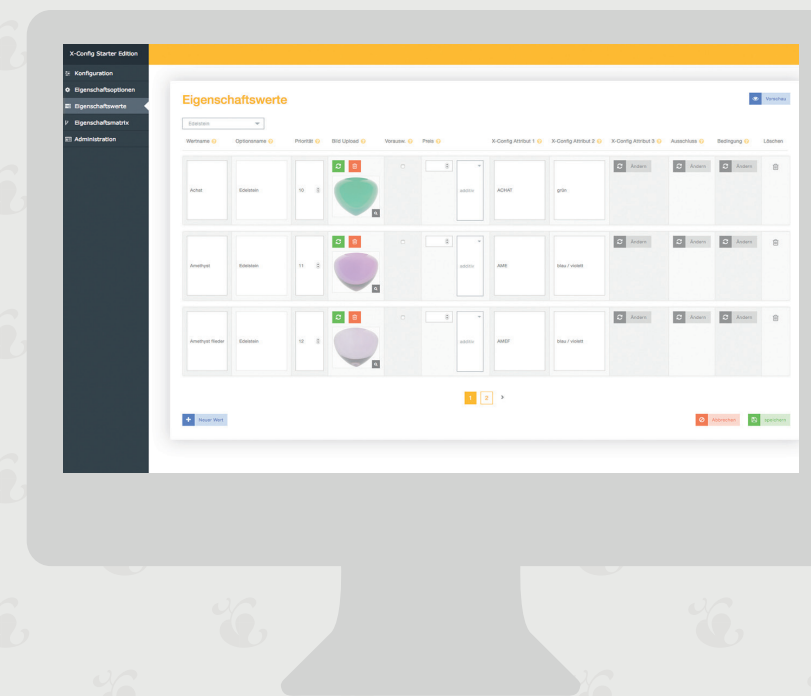 X-Config Starter Edition
Konfiguration
Eigenschaftsoptionen
Eigenschaftswerte
Eigenschaftsmatrix
Administration
Eigenschaftswerte
Vorschau
Edelstein
Wertname Optionsname Priorität Bild Upload Vorausw. Preis X-Config Attribut 1 X-Config Attribut 2 X-Config Attribut 3 Ausschluss Bedingung Löschen
Achat Edelstein 10 additiv ACHAT grün Ändern Ändern Ändern
Amethyst Edelstein 11 additiv AMS blau / violett Ändern Ändern Ändern
Amethyst flieder Edelstein 12 additiv AMSF blau / violett Ändern Ändern Ändern
1 2
Neuer Wert
Abbrechen speichern